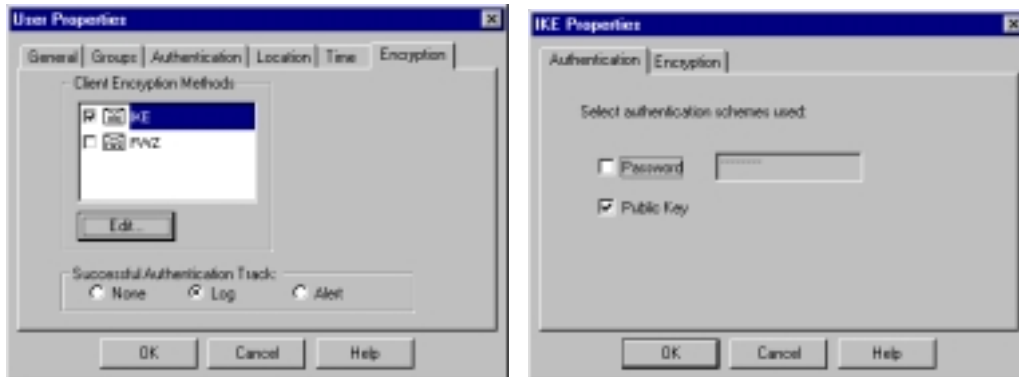 User Properties
General Groups Authentication Location Time Encryption
Client Encryption Methods
IKE
FWZ
Edit...
Successful Authentication Track:
None Log Alert
OK Cancel Help
IKE Properties
Authentication Encryption
Select authentication schemes used:
Password
Public Key
OK Cancel Help